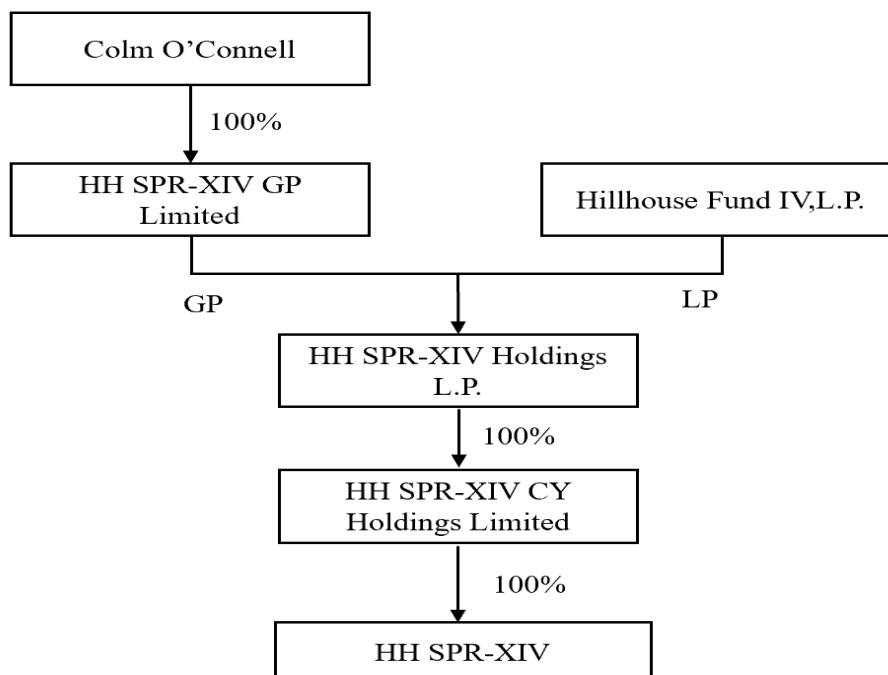 Colm O’Connell
100%
HH SPR-XIV GP
Limited
Hillhouse Fund IV,L.P.
GP
LP
HH SPR-XIV Holdings
L.P.
100%
HH SPR-XIV CY
Holdings Limited
100%
HH SPR-XIV